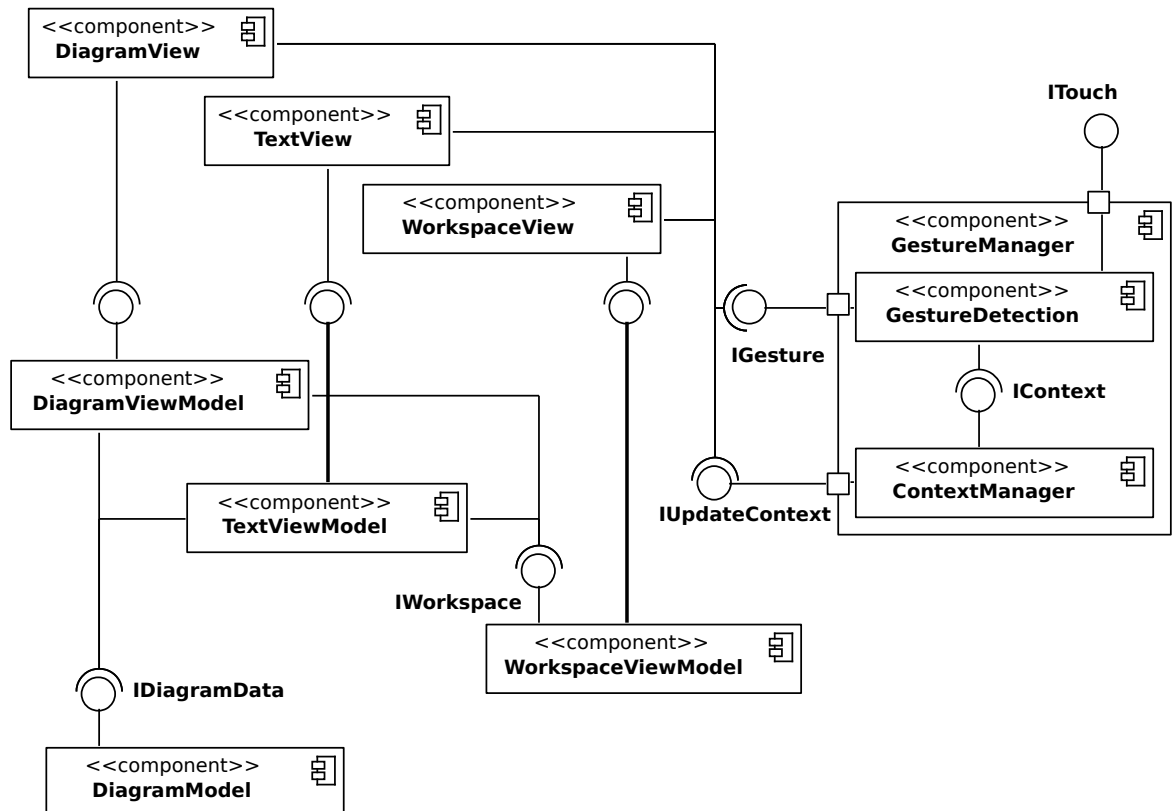 <<component>>
DiagramView
<<component>>
TextView
ITouch
<<component>>
WorkspaceView
<<component>>
GestureManager
<<component>>
GestureDetection
IGesture
<<component>>
DiagramViewModel
IContext
<<component>>
ContextManager
<<component>>
TextViewModel
IUpdateContext
IWorkspace
<<component>>
WorkspaceViewModel
IDiagramData
<<component>>
DiagramModel